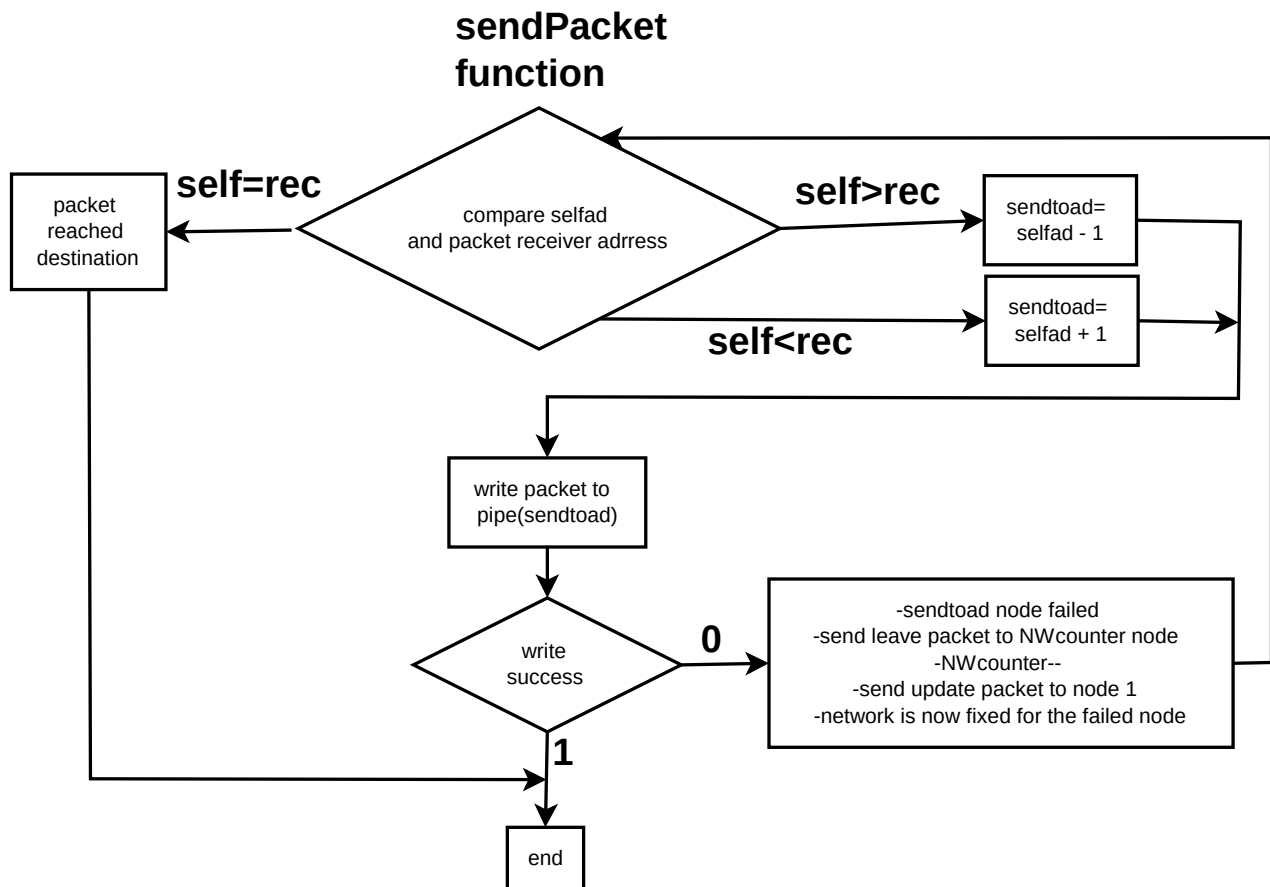 sendPacket
function
self=rec
self>rec
packet
reached
destination
compare selfad
and packet receiver adrress
sendtoad=
selfad - 1
self<rec
sendtoad=
selfad + 1
write packet to
pipe(sendtoad)
write
success
0
-sendtoad node failed
-send leave packet to NWcounter node
-NWcounter--
-send update packet to node 1
-network is now fixed for the failed node
1
end